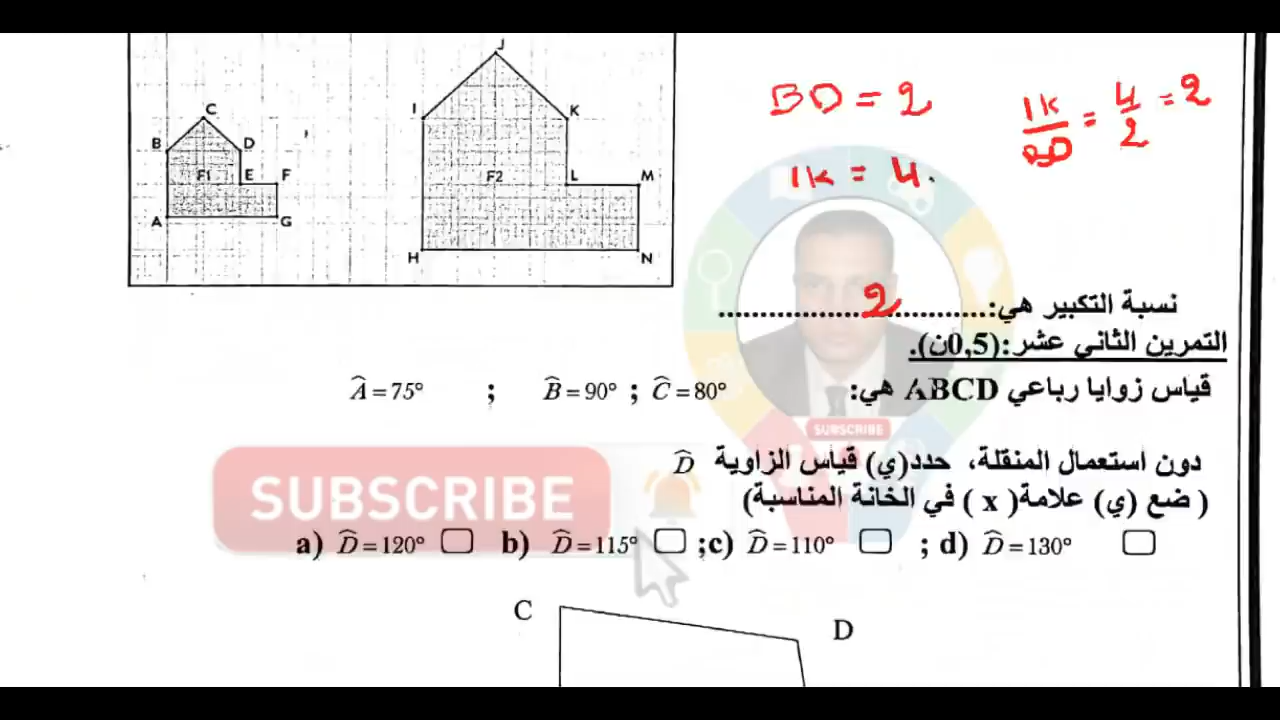 J
I K
C
B D
F1 E F
F2 L M
A G
H N
BD = 2
IK = 4
IK/BD = 4/2 = 2
نسبة التكبير هي:..................2...........
التمرين الثاني عشر:(0,5ن).
قياس زوايا رباعي ABCD هي: Â=75° ; B̂=90° ; Ĉ=80°
دون استعمال المنقلة، حدد(ي) قياس الزاوية D̂
( ضع (ي) علامة( x ) في الخانة المناسبة)
a) D̂=120° b) D̂=115° ;c) D̂=110° ; d) D̂=130°
C
D
SUBSCRIBE
SUBSCRIBE